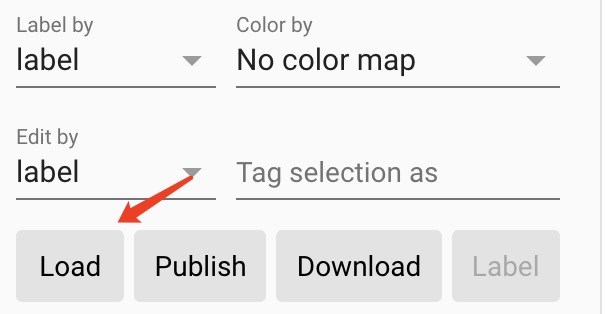 Label by Color by
label No color map
Edit by
label Tag selection as
Load Publish Download Label